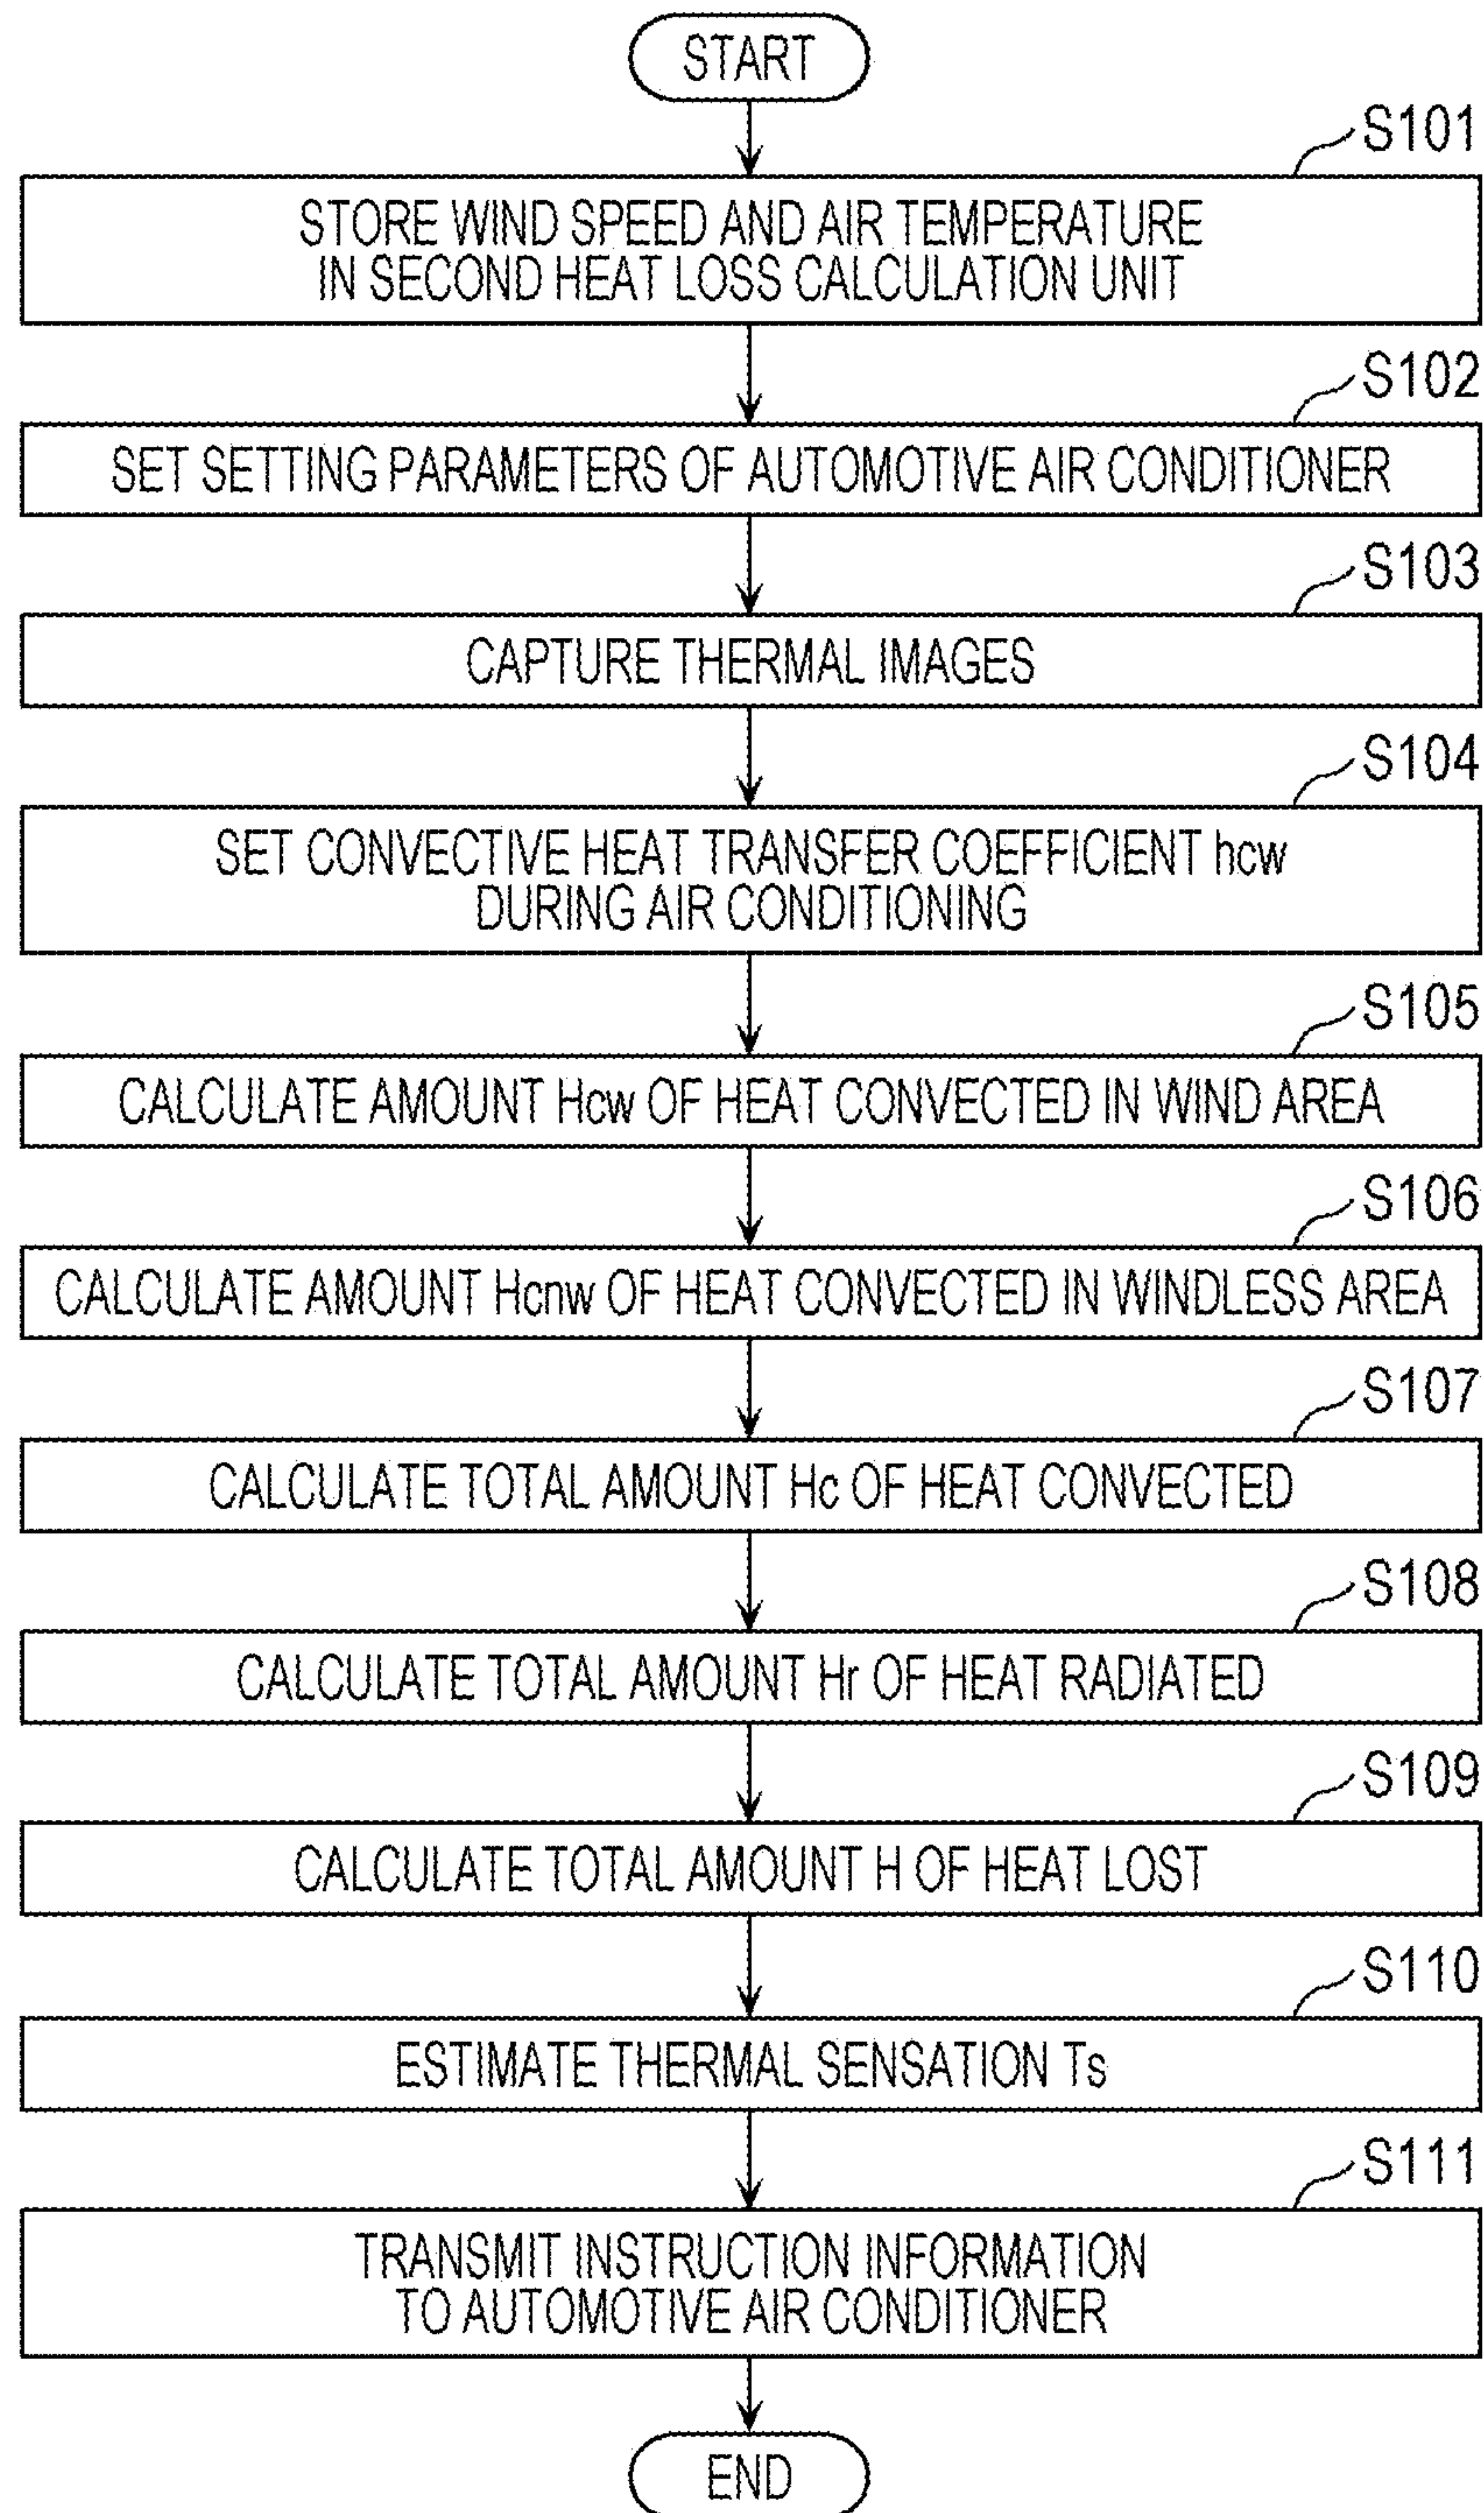 START
S101
STORE WIND SPEED AND AIR TEMPERATURE
IN SECOND HEAT LOSS CALCULATION UNIT
S102
SET SETTING PARAMETERS OF AUTOMOTIVE AIR CONDITIONER
S103
CAPTURE THERMAL IMAGES
S104
SET CONVECTIVE HEAT TRANSFER COEFFICIENT hcw
DURING AIR CONDITIONING
S105
CALCULATE AMOUNT Hcw OF HEAT CONVECTED IN WIND AREA
S106
CALCULATE AMOUNT Hcnw OF HEAT CONVECTED IN WINDLESS AREA
S107
CALCULATE TOTAL AMOUNT Hc OF HEAT CONVECTED
S108
CALCULATE TOTAL AMOUNT Hr OF HEAT RADIATED
S109
CALCULATE TOTAL AMOUNT H OF HEAT LOST
S110
ESTIMATE THERMAL SENSATION Ts
S111
TRANSMIT INSTRUCTION INFORMATION
TO AUTOMOTIVE AIR CONDITIONER
END